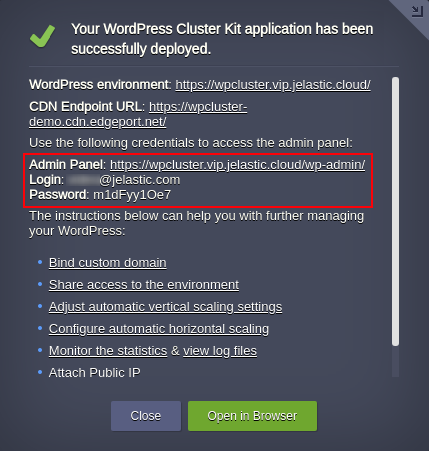 Your WordPress Cluster Kit application has been
successfully deployed.
WordPress environment: https://wpcluster.vip.jelastic.cloud/
CDN Endpoint URL: https://wpcluster-
demo.cdn.edgeport.net/
Use the following credentials to access the admin panel:
Admin Panel: https://wpcluster.vip.jelastic.cloud/wp-admin/
Login: @jelastic.com
Password: m1dFyy1Oe7
The instructions below can help you with further managing
your WordPress:
• Bind custom domain
• Share access to the environment
• Adjust automatic vertical scaling settings
• Configure automatic horizontal scaling
• Monitor the statistics & view log files
• Attach Public IP
Close
Open in Browser